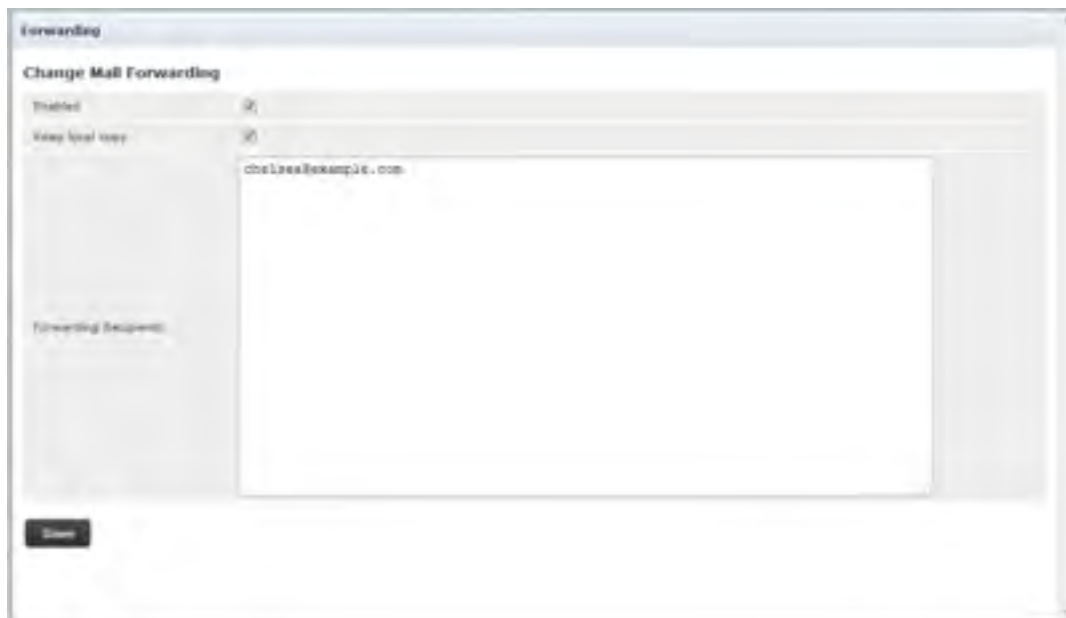 Forwarding
Change Mail Forwarding
Enabled
Keep local copy
chelsea@example.com
Forwarding Recipients
Save